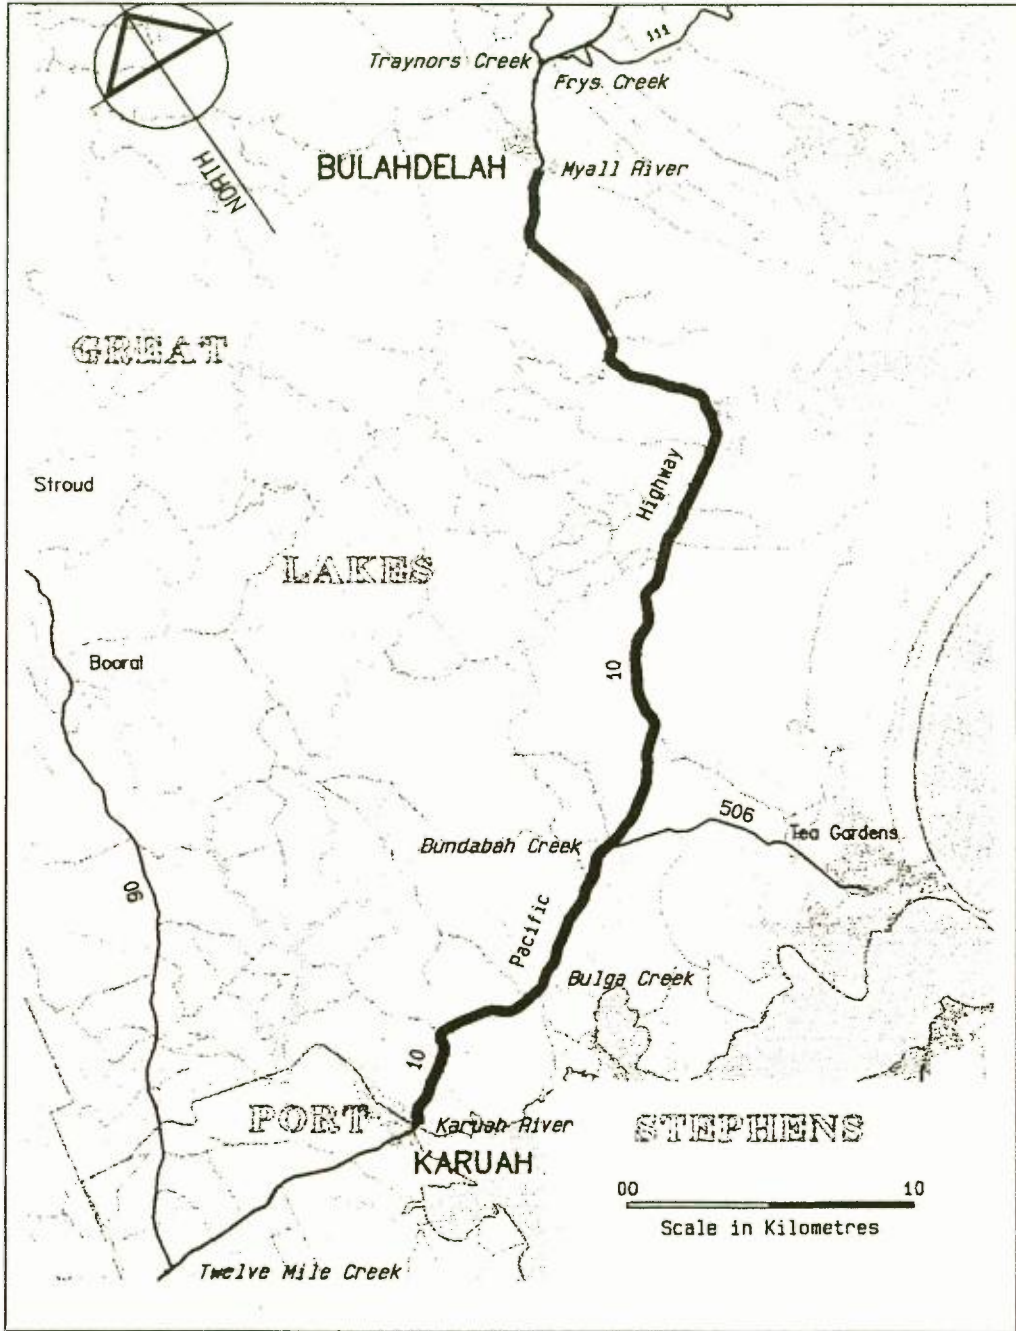 111
Traynors Creek
Frys Creek
NORTH
BULAHDELAH
Myall River
GREAT
Highway
Stroud
LAKES
Booral
10
506
Tea Gardens
Bundabah Creek
90
Pacific
Bulga Creek
10
PORT
Karuah River
STEPHENS
KARUAH
00 10
Scale in Kilometres
Twelve Mile Creek